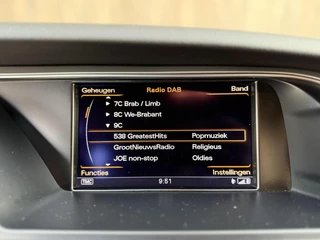 Geheugen Radio DAB Band
7C Brab / Limb
8C We-Brabant
9C
538 GreatestHits Popmuziek
GrootNieuwsRadio Religieus
JOE non-stop Oldies
Functies Instellingen
TMC 9:51